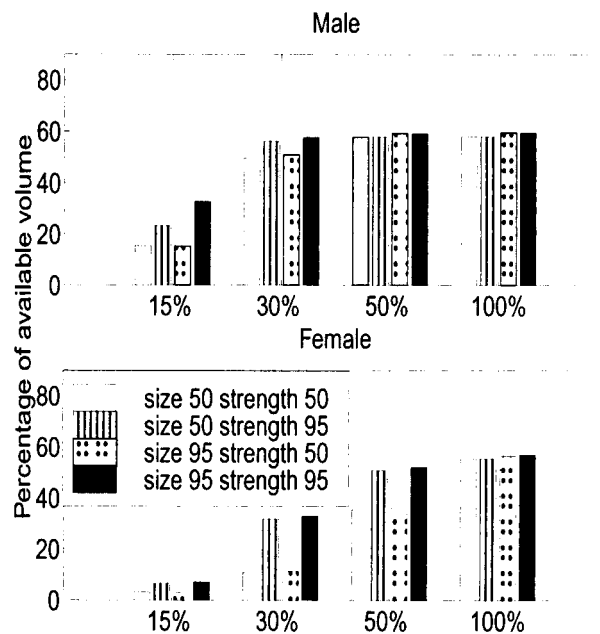 Male
Percentage of available volume
80
60
40
20
0
15% 30% 50% 100%
Female
80
60
40
20
0
size 50 strength 50
size 50 strength 95
size 95 strength 50
size 95 strength 95
15% 30% 50% 100%